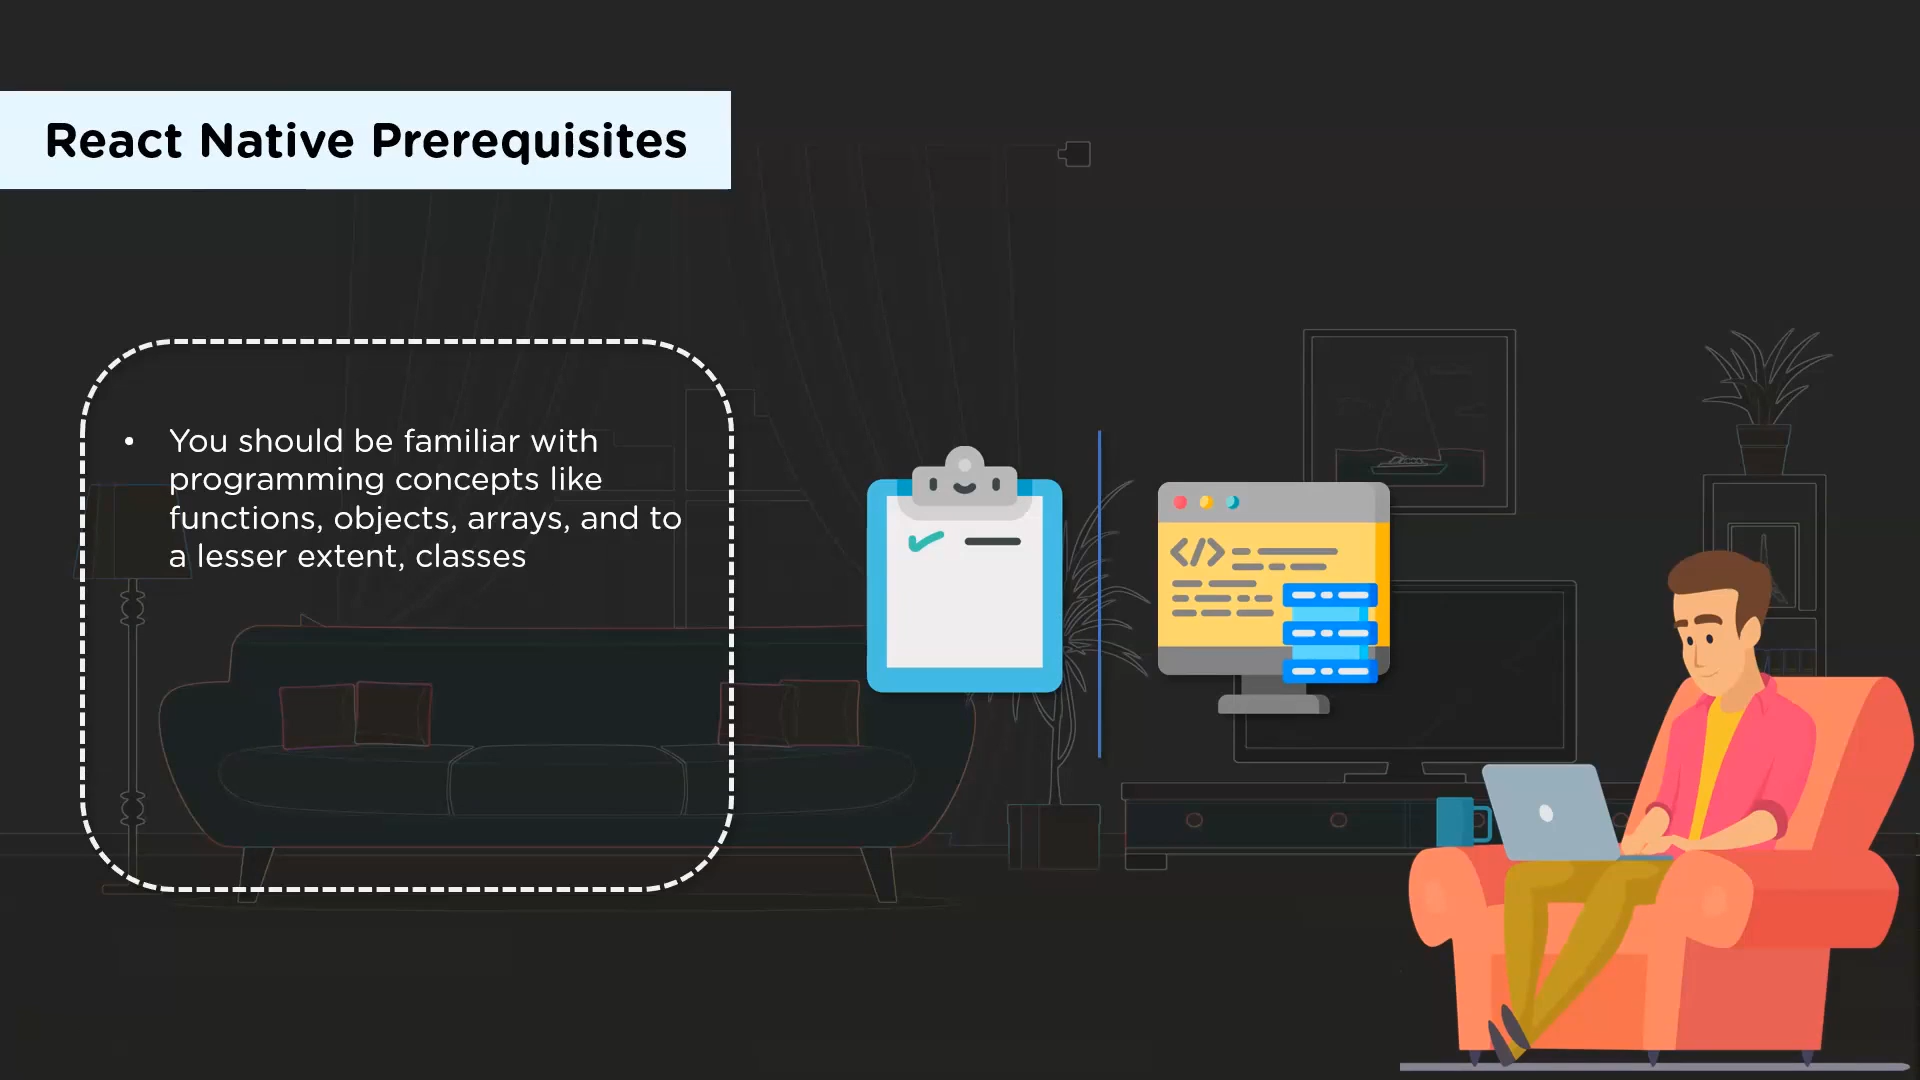 React Native Prerequisites
• You should be familiar with
programming concepts like
functions, objects, arrays, and to
a lesser extent, classes